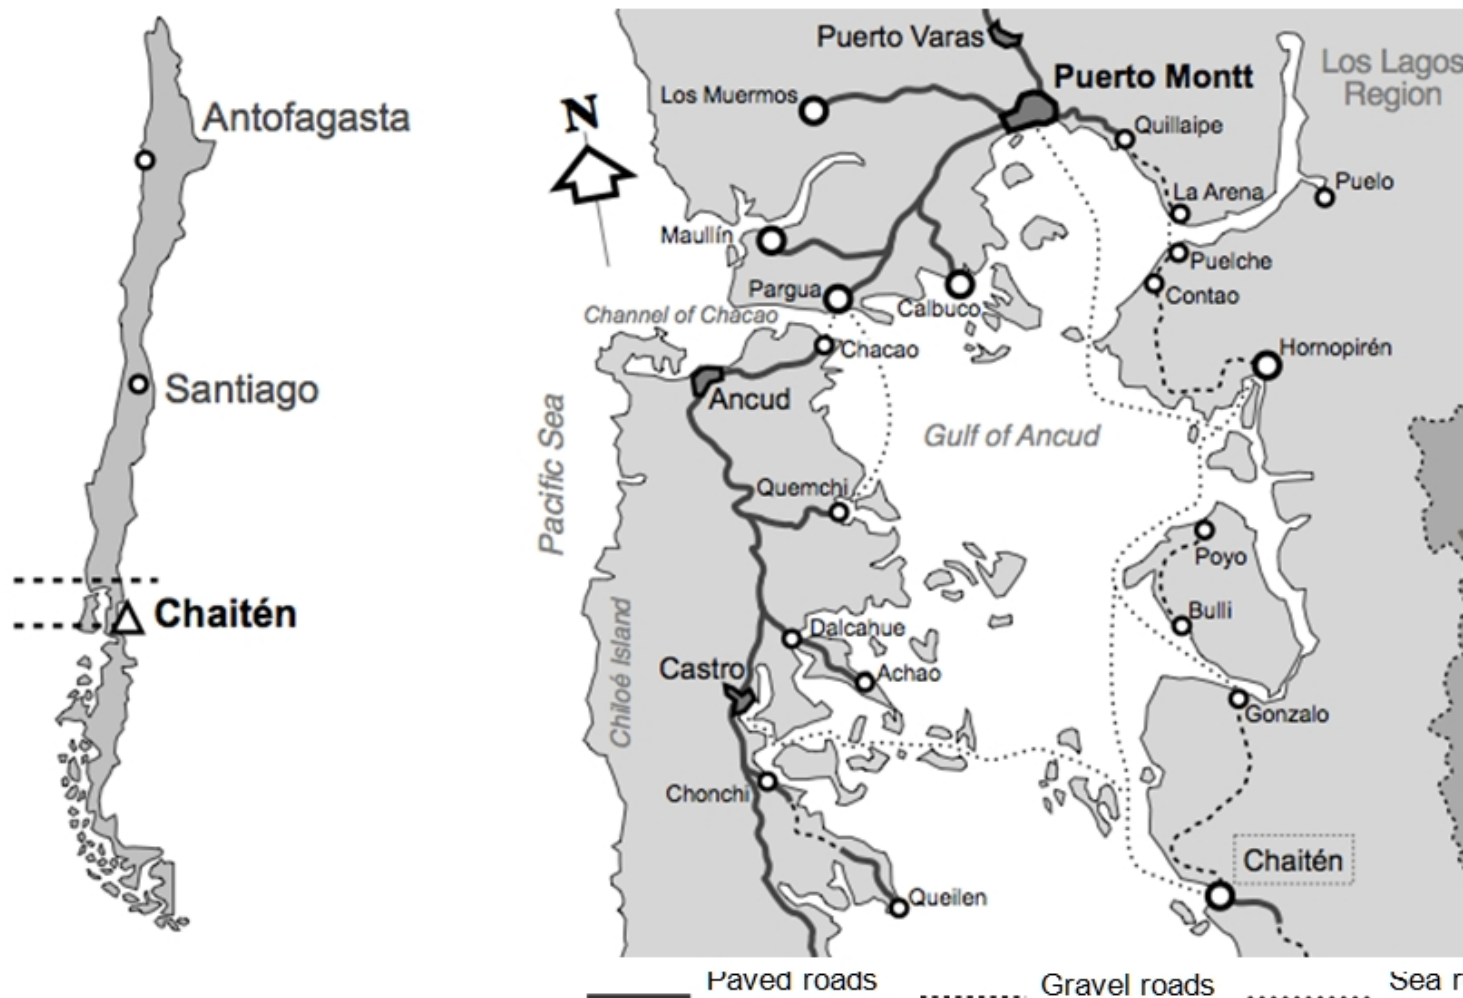 Antofagasta
Santiago
Chaitén
Puerto Varas
Puerto Montt
Los Lagos
Region
Los Muermos
N
Quillaipe
La Arena
Puelo
Maullín
Puelche
Pargua
Contao
Calbuco
Channel of Chacao
Chacao
Hornopirén
Ancud
Pacific Sea
Gulf of Ancud
Quemchi
Poyo
Bulli
Chiloé Island
Dalcahue
Castro
Achao
Gonzalo
Chonchi
Chaitén
Queilen
Paved roads
Gravel roads
Sea r